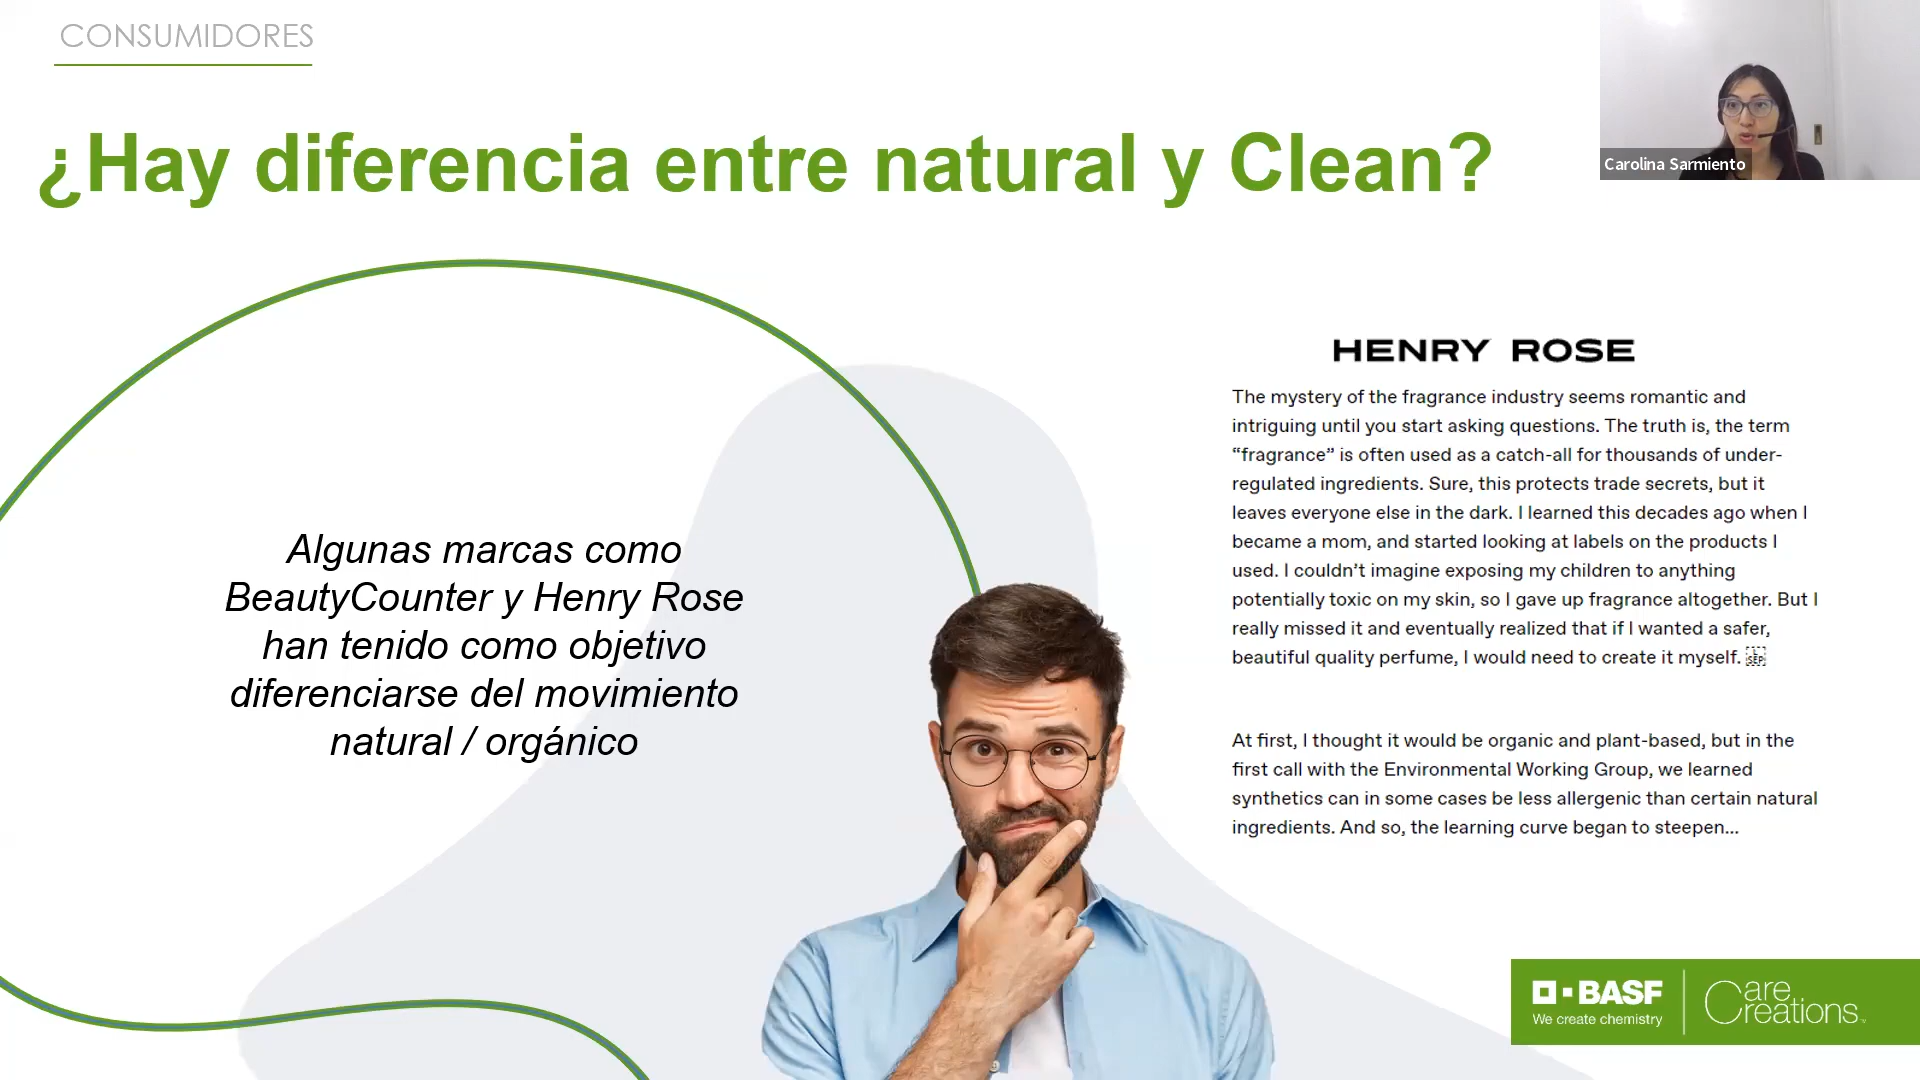 CONSUMIDORES
¿Hay diferencia entre natural y Clean?
Carolina Sarmiento
Algunas marcas como
BeautyCounter y Henry Rose
han tenido como objetivo
diferenciarse del movimiento
natural / orgánico
HENRY ROSE
The mystery of the fragrance industry seems romantic and
intriguing until you start asking questions. The truth is, the term
“fragrance” is often used as a catch-all for thousands of under-
regulated ingredients. Sure, this protects trade secrets, but it
leaves everyone else in the dark. I learned this decades ago when I
became a mom, and started looking at labels on the products I
used. I couldn’t imagine exposing my children to anything
potentially toxic on my skin, so I gave up fragrance altogether. But I
really missed it and eventually realized that if I wanted a safer,
beautiful quality perfume, I would need to create it myself.
At first, I thought it would be organic and plant-based, but in the
first call with the Environmental Working Group, we learned
synthetics can in some cases be less allergenic than certain natural
ingredients. And so, the learning curve began to steepen...
BASF
We create chemistry
Care
Creations